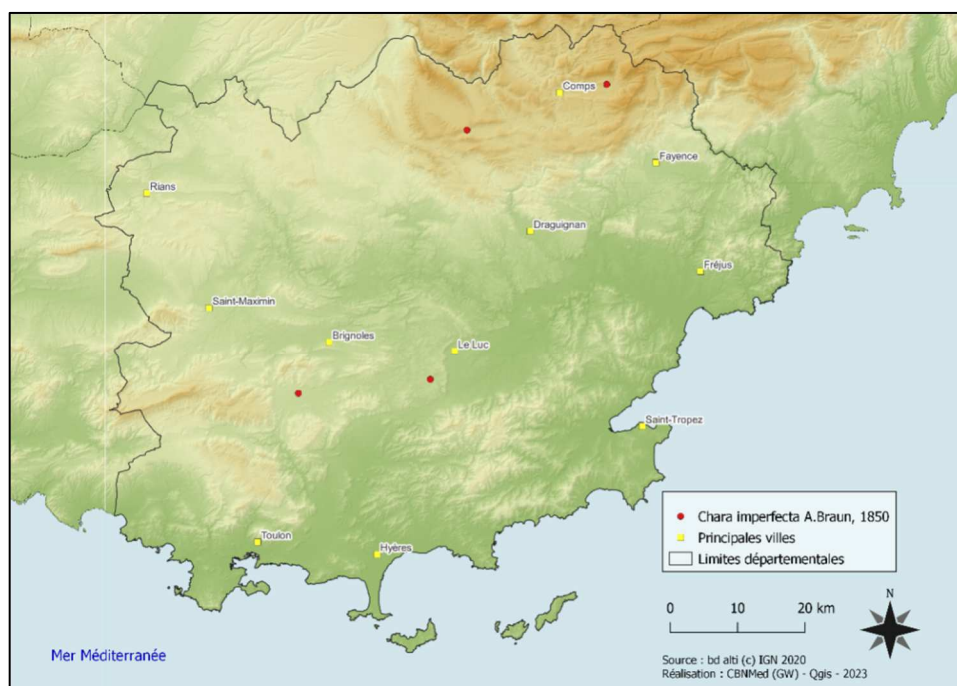 Comps
Fayence
Rians
Draguignan
Fréjus
Saint-Maximin
Brignoles
Le Luc
Saint-Tropez
Toulon
Hyères
Chara imperfecta A.Braun, 1850
Principales villes
Limites départementales
0 10 20 km
N
Mer Méditerranée
Source : bd alti (c) IGN 2020
Réalisation : CBNMed (GW) - Qgis - 2023